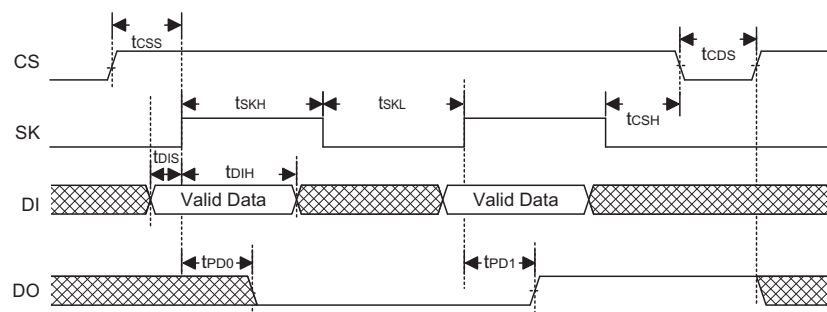 tCSS
tCDS
CS
tSKH
tSKL
tCSH
SK
tDIS
tDIH
DI
Valid Data
Valid Data
tPD0
tPD1
DO